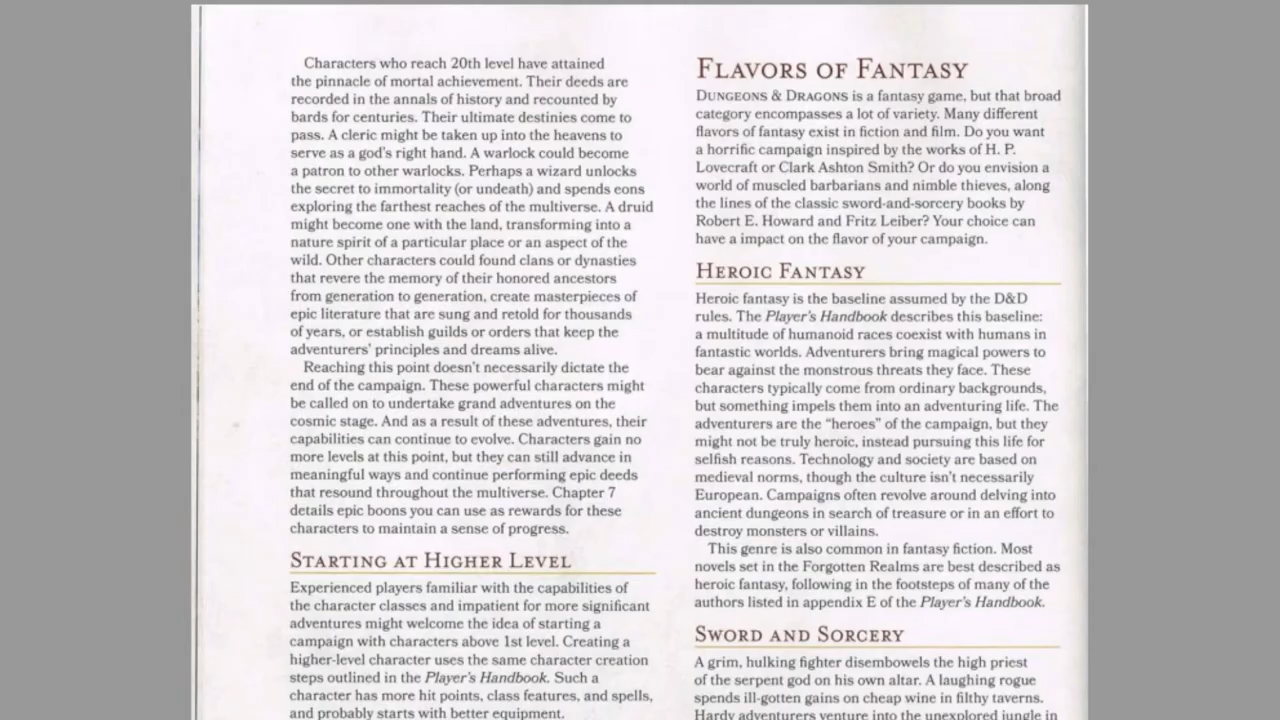 Characters who reach 20th level have attained
the pinnacle of mortal achievement. Their deeds are
recorded in the annals of history and recounted by
bards for centuries. Their ultimate destinies come to
pass. A cleric might be taken up into the heavens to
serve as a god's right hand. A warlock could become
a patron to other warlocks. Perhaps a wizard unlocks
the secret to immortality (or undeath) and spends eons
exploring the farthest reaches of the multiverse. A druid
might become one with the land, transforming into a
nature spirit of a particular place or an aspect of the
wild. Other characters could found clans or dynasties
that revere the memory of their honored ancestors
from generation to generation, create masterpieces of
epic literature that are sung and retold for thousands
of years, or establish guilds or orders that keep the
adventurers' principles and dreams alive.
Reaching this point doesn't necessarily dictate the
end of the campaign. These powerful characters might
be called on to undertake grand adventures on the
cosmic stage. And as a result of these adventures, their
capabilities can continue to evolve. Characters gain no
more levels at this point, but they can still advance in
meaningful ways and continue performing epic deeds
that resound throughout the multiverse. Chapter 7
details epic boons you can use as rewards for these
characters to maintain a sense of progress.
STARTING AT HIGHER LEVEL
Experienced players familiar with the capabilities of
the character classes and impatient for more significant
adventures might welcome the idea of starting a
campaign with characters above 1st level. Creating a
higher-level character uses the same character creation
steps outlined in the Player's Handbook. Such a
character has more hit points, class features, and spells,
and probably starts with better equipment.
FLAVORS OF FANTASY
DUNGEONS & DRAGONS is a fantasy game, but that broad
category encompasses a lot of variety. Many different
flavors of fantasy exist in fiction and film. Do you want
a horrific campaign inspired by the works of H. P.
Lovecraft or Clark Ashton Smith? Or do you envision a
world of muscled barbarians and nimble thieves, along
the lines of the classic sword-and-sorcery books by
Robert E. Howard and Fritz Leiber? Your choice can
have a impact on the flavor of your campaign.
HEROIC FANTASY
Heroic fantasy is the baseline assumed by the D&D
rules. The Player's Handbook describes this baseline:
a multitude of humanoid races coexist with humans in
fantastic worlds. Adventurers bring magical powers to
bear against the monstrous threats they face. These
characters typically come from ordinary backgrounds,
but something impels them into an adventuring life. The
adventurers are the “heroes” of the campaign, but they
might not be truly heroic, instead pursuing this life for
selfish reasons. Technology and society are based on
medieval norms, though the culture isn't necessarily
European. Campaigns often revolve around delving into
ancient dungeons in search of treasure or in an effort to
destroy monsters or villains.
This genre is also common in fantasy fiction. Most
novels set in the Forgotten Realms are best described as
heroic fantasy, following in the footsteps of many of the
authors listed in appendix E of the Player's Handbook.
SWORD AND SORCERY
A grim, hulking fighter disembowels the high priest
of the serpent god on his own altar. A laughing rogue
spends ill-gotten gains on cheap wine in filthy taverns.
Hardy adventurers venture into the unexplored jungle in